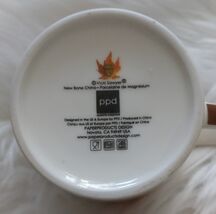 © Vicki Sawyer
New Bone China • Porcelaine de magnésium
ppd
Designed in the US & Europe by PPD / Produced in China
PAPERPRODUCTS DESIGN
Novato, CA 94949 USA
www.paperproductsdesign.com